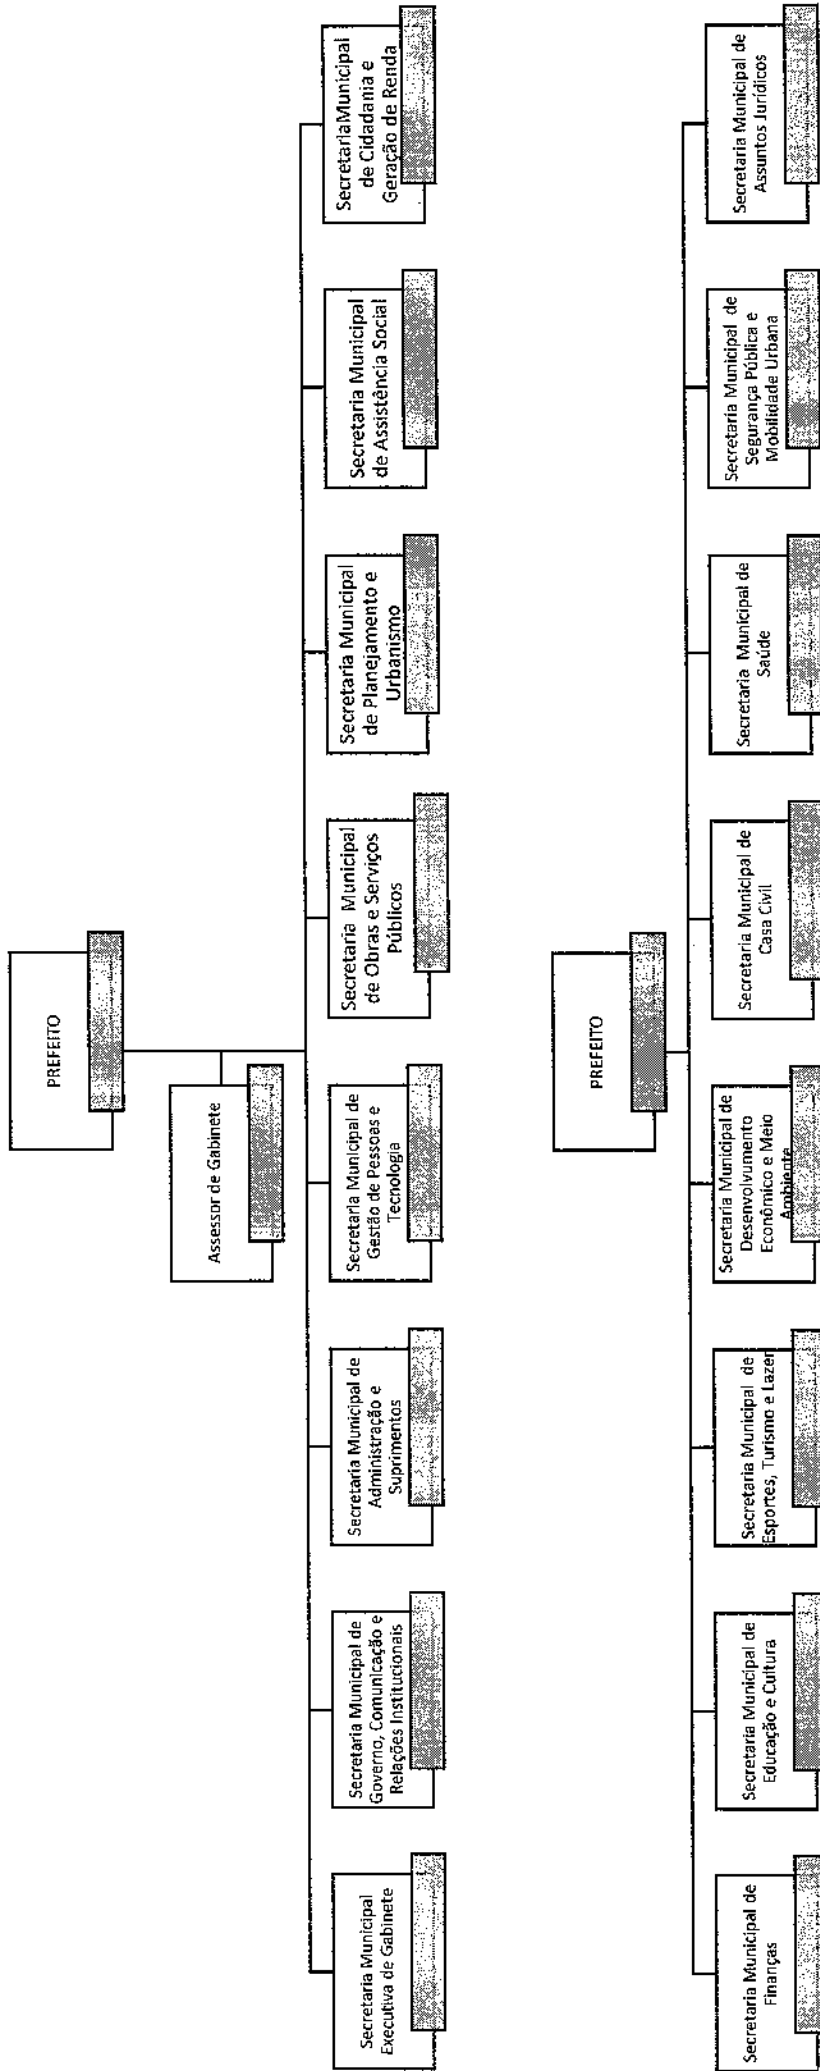 PREFEITO
Assessor de Gabinete
Secretaria Municipal
Executiva de Gabinete
Secretaria Municipal de
Governo, Comunicação e
Relações Institucionais
Secretaria Municipal de
Administração e
Suprimentos
Secretaria Municipal de
Gestão de Pessoas e
Tecnologia
Secretaria Municipal
de Obras e Serviços
Públicos
Secretaria Municipal
de Planejamento e
Urbanismo
Secretaria Municipal
de Assistência Social
Secretaria Municipal
de Cidadania e
Geração de Renda
PREFEITO
Secretaria Municipal de
Finanças
Secretaria Municipal de
Educação e Cultura
Secretaria Municipal de
Esportes, Turismo e Lazer
Secretaria Municipal de
Desenvolvumento
Econômico e Meio
Ambiente
Secretaria Municipal de
Casa Civil
Secretaria Municipal de
Saúde
Secretaria Municipal de
Segurança Pública e
Mobilidade Urbana
Secretaria Municipal de
Assuntos Jurídicos